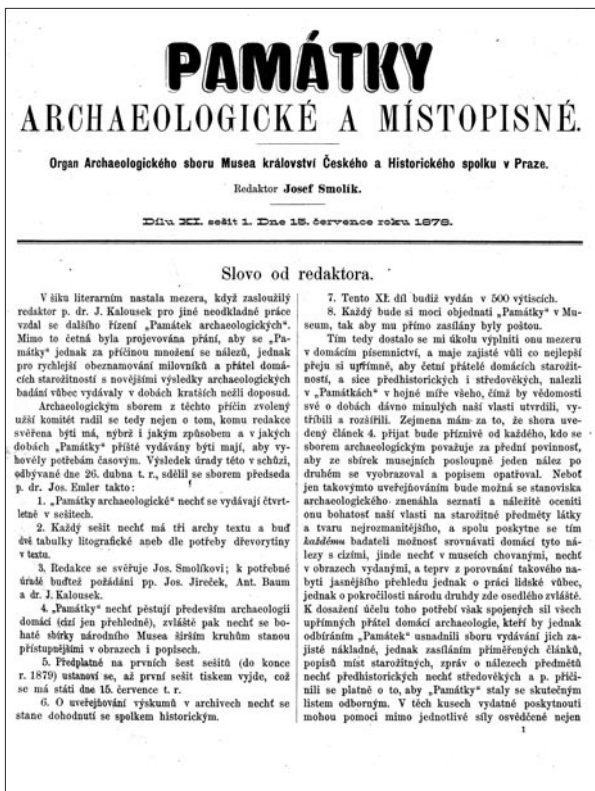 PAMÁTKY
ARCHAEOLOGICKÉ A MÍSTOPISNÉ.
Organ Archaeologického sboru Musea království Českého a Historického spolku v Praze.
Redaktor Josef Smolík.
Dílu XI. sešit 1. Dne 15. července roku 1878.
Slovo od redaktora.
V šiku literarním nastala mezera, když zasloužilý
redaktor p. dr. J. Kalousek pro jiné neodkladné práce
vzdal se dalšího řízení „Památek archaeologických“.
Mimo to četná byla projevována přání, aby se „Pa-
mátky“ jednak za příčinou množení se nálezů, jednak
pro rychlejší obeznamování milovníků a přátel domá-
cích starožitností s novějšími výsledky archaeologických
badání vůbec vydávaly v dobách kratších nežli doposud.
Archaeologickým sborem z těchto příčin zvolený
užší komitét radil se tedy nejen o tom, komu redakce
svěřena býti má, nýbrž i jakým způsobem a v jakých
dobách „Památky“ příště vydávány býti mají, aby vy-
hověly potřebám časovým. Výsledek úrady této v schůzi,
odbývané dne 26. dubna t. r., sdělil se sborem předseda
p. dr. Jos. Emler takto:
1. „Památky archaeologické“ nechť se vydávají čtvrt-
letně v sešitech.
2. Každý sešit nechť má tři archy textu a buď
dvě tabulky litografické aneb dle potřeby dřevorytiny
v textu.
3. Redakce se svěřuje Jos. Smolíkovi; k potřebné
úradě buďtež požádáni pp. Jos. Jireček, Ant. Baum
a dr. J. Kalousek.
4. „Památky“ nechť pěstují především archaeologii
domácí (cizí jen přehledně), zvláště pak nechť se bo-
haté sbírky národního Musea širším kruhům stanou
přístupnějšími v obrazech i popisech.
5. Předplatné na prvních šest sešitů (do konce
r. 1879) ustanoví se, až první sešit tiskem vyjde, což
se má státi dne 15. července t. r.
6. O uveřejňování výskumů v archivech nechť se
stane dohodnutí se spolkem historickým.
7. Tento XI. díl budiž vydán v 500 výtiscích.
8. Každý bude si moci objednati „Památky“ v Mu-
seum, tak aby mu přímo zasílány byly poštou.
Tím tedy dostalo se mi úkolu výplniti onu mezeru
v domácím písemnictví, a maje zajisté vůli co nejlepší
přeju si upřímně, aby četní přátelé domácích starožit-
ností, a sice předhistorických i středověkých, nalezli
v „Památkách“ v hojné míře všeho, čímž by vědomosti
své o dobách dávno minulých naší vlasti utvrdili, vy-
tříbili a rozšířili. Zejmena mám za to, že shora uve-
dený článek 4. přijat bude příznivě od každého, kdo se
sborem archaeologickým považuje za přední povinnosť,
aby ze sbírek musejních posloupně jeden nález po
druhém se vyobrazoval a popisem opatřoval. Neboť
jen takovýmto uveřejňováním bude možná se stanoviska
archaeologického znenáhla seznati a náležitě oceniti
onu bohatosť naší vlasti na starožitné předměty látky
a tvaru nejrozmanitějšího, a spolu poskytne se tím
každému badateli možnosť srovnávati domácí tyto ná-
lezy s cizími, jinde nechť v museích chovanými, nechť
v obrazech vydanými, a teprv z porovnání takového na-
byti jasnějšího přehledu jednak o práci lidské vůbec,
jednak o pokročilosti národu druhdy zde osedlého zvláště.
K dosažení účelu toho potřebí však spojených sil všech
upřímných přátel domácí archaeologie, kteří by jednak
odbíráním „Památek“ usnadnili sboru vydávání jich za-
jisté nákladné, jednak zasíláním přiměřených článků,
popisů míst starožitných, zpráv o nálezech předmětů
nechť předhistorických nechť středověkých a p. přiči-
nili se platně o to, aby „Památky“ staly se skutečným
listem odborným. V těch kusech vydatné poskytnouti
mohou pomoci mimo jednotlivé síly osvědčené nejen
1